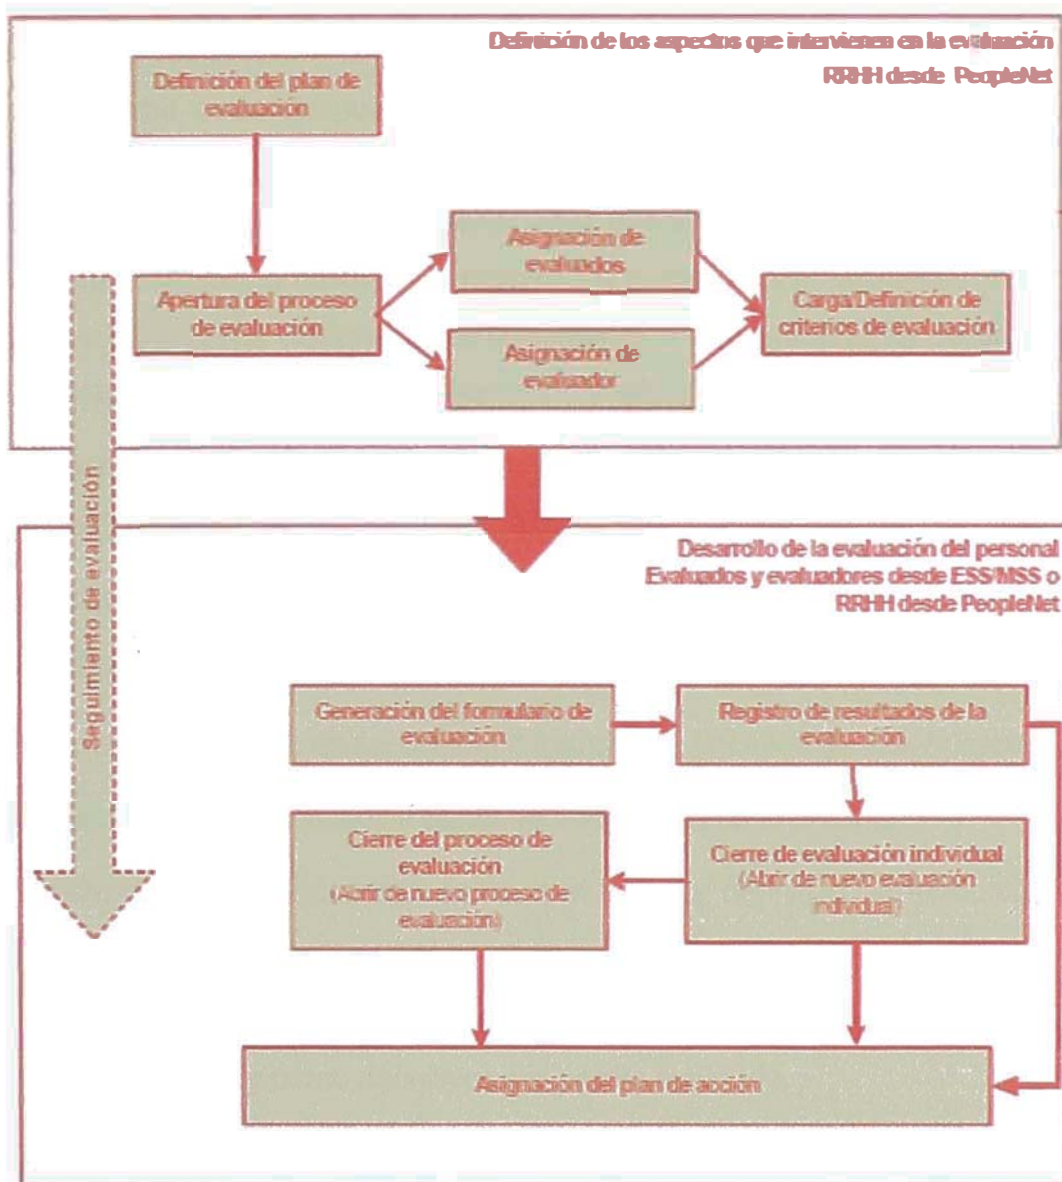 Definición de los aspectos que intervienen en la evaluación
RRHH desde PeopleNet
Definición del plan de
evaluación
Asignación de
evaluados
Apertura del proceso
de evaluación
Carga/Definición de
criterios de evaluación
Asignación de
evaluador
Seguimiento de evaluación
Desarrollo de la evaluación del personal
Evaluados y evaluadores desde ESS/MSS o
RRHH desde PeopleNet
Generación del formulario de
evaluación
Registro de resultados de la
evaluación
Cierre del proceso de
evaluación
(Abrir de nuevo proceso de
evaluación)
Cierre de evaluación individual
(Abrir de nuevo evaluación
individual)
Asignación del plan de acción